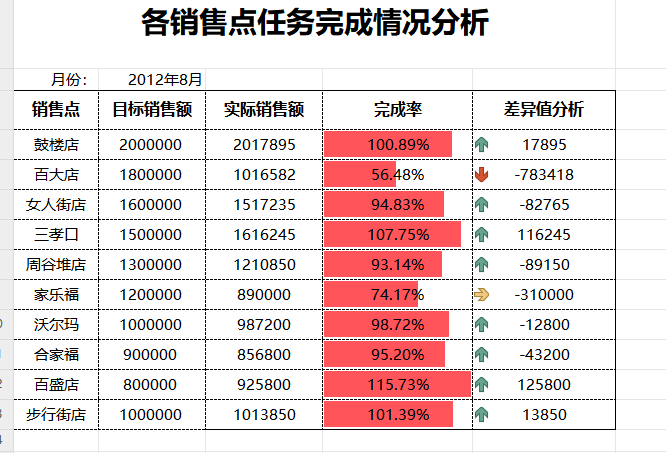 各销售点任务完成情况分析
月份： 2012年8月
销售点 目标销售额 实际销售额 完成率 差异值分析
鼓楼店 2000000 2017895 100.89% 17895
百大店 1800000 1016582 56.48% -783418
女人街店 1600000 1517235 94.83% -82765
三孝口 1500000 1616245 107.75% 116245
周谷堆店 1300000 1210850 93.14% -89150
家乐福 1200000 890000 74.17% -310000
沃尔玛 1000000 987200 98.72% -12800
合家福 900000 856800 95.20% -43200
百盛店 800000 925800 115.73% 125800
步行街店 1000000 1013850 101.39% 13850